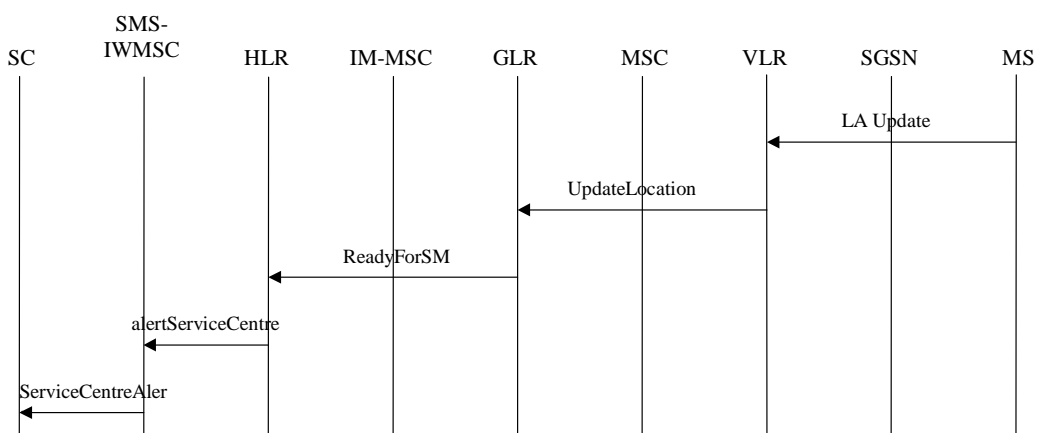 SMS-
IWMSC
SC
HLR
IM-MSC
GLR
MSC
VLR
SGSN
MS
LA Update
UpdateLocation
ReadyForSM
alertServiceCentre
ServiceCentreAler